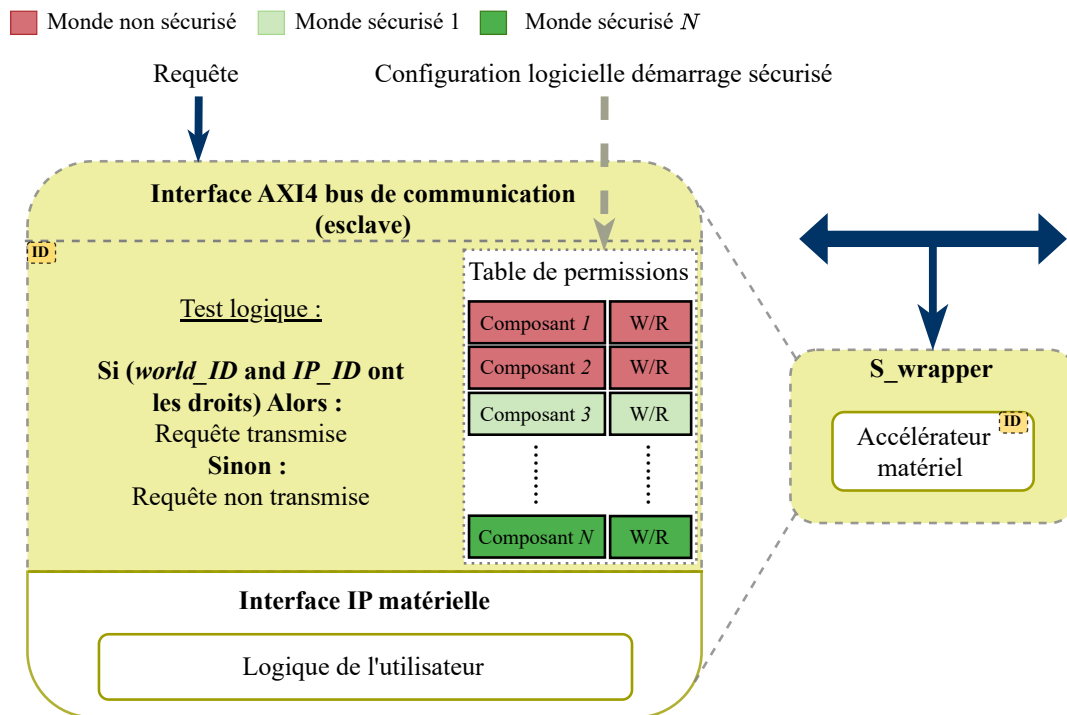 Monde non sécurisé
Monde sécurisé 1
Monde sécurisé N
Requête
Configuration logicielle démarrage sécurisé
Interface AXI4 bus de communication
(esclave)
ID
Test logique :
Si (world_ID and IP_ID ont
les droits) Alors :
Requête transmise
Sinon :
Requête non transmise
Table de permissions
Composant 1 W/R
Composant 2 W/R
Composant 3 W/R
Composant N W/R
Interface IP matérielle
Logique de l'utilisateur
S_wrapper
ID
Accélérateur
matériel